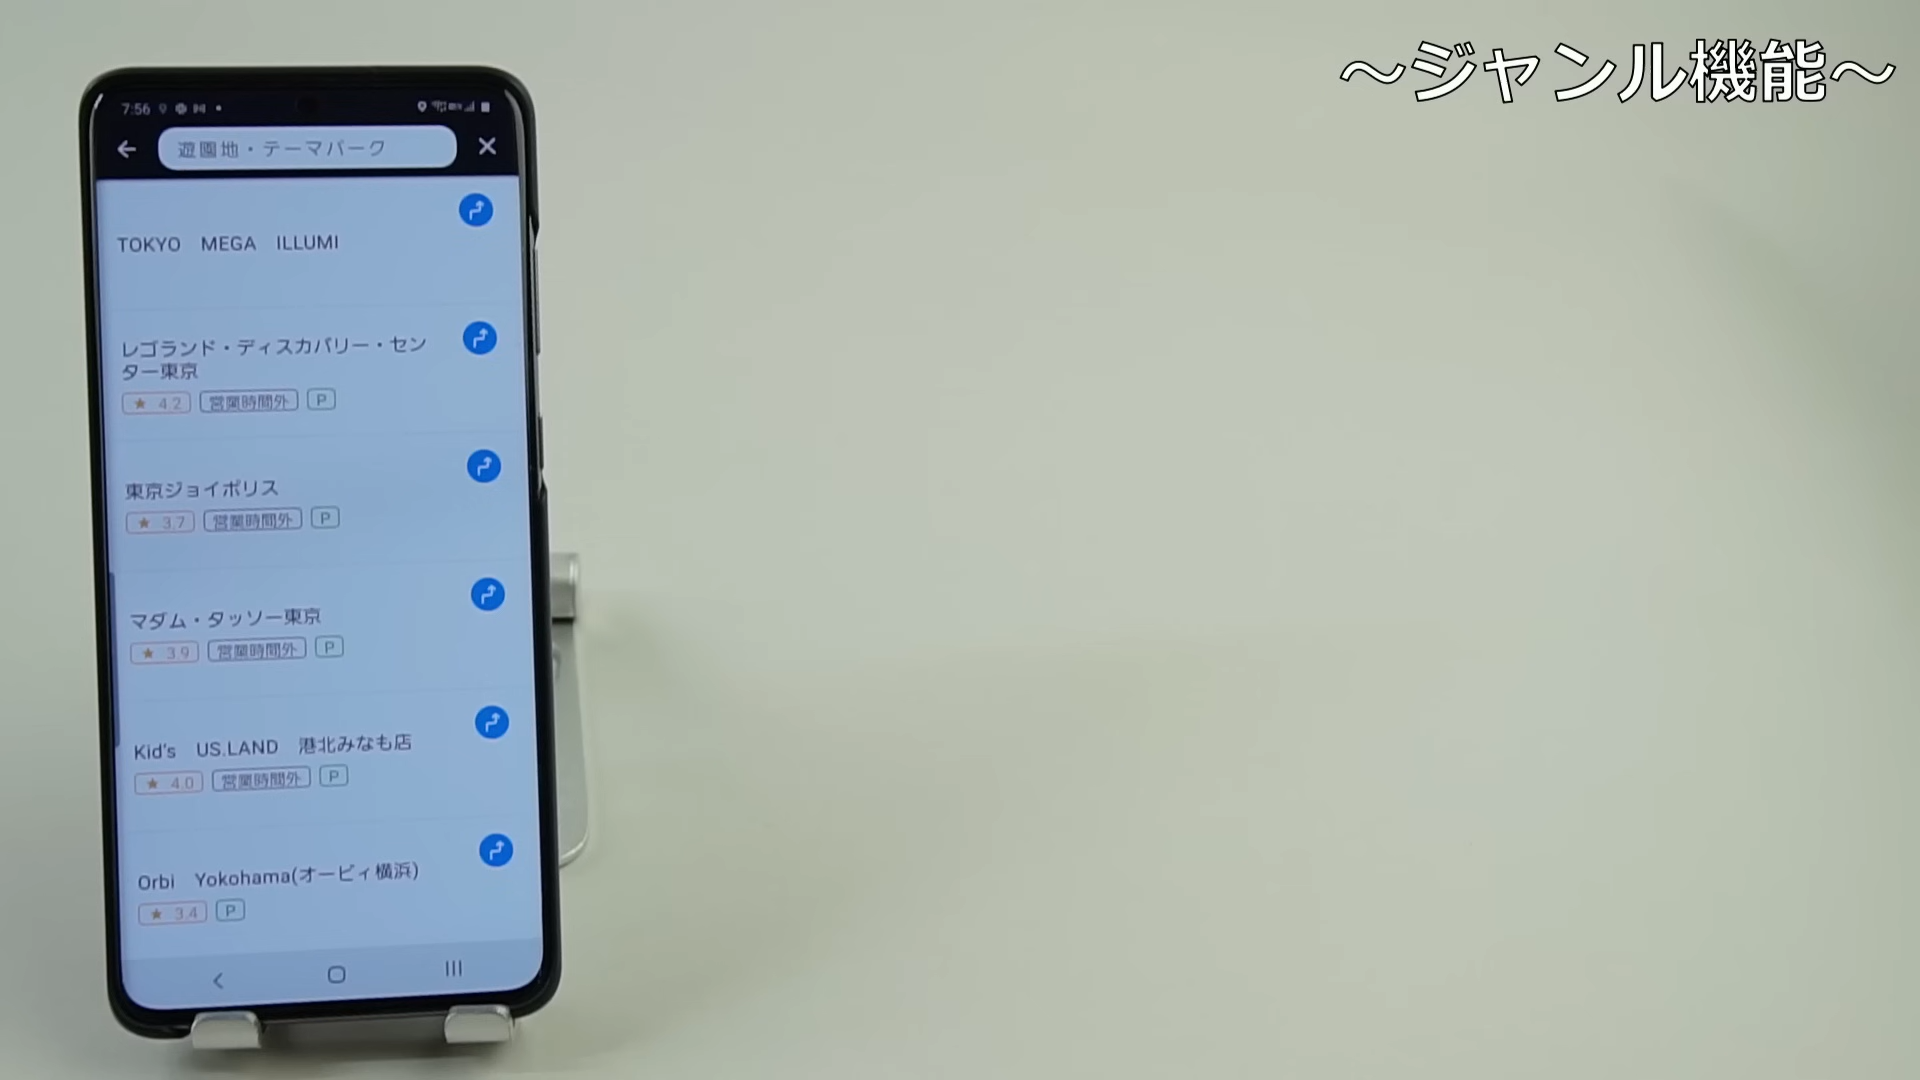 ～ジャンル機能～
7:56
遊園地・テーマパーク
TOKYO MEGA ILLUMI
レゴランド・ディスカバリー・セン
ター東京
★ 4.2 営業時間外 P
東京ジョイポリス
★ 3.7 営業時間外 P
マダム・タッソー東京
★ 3.9 営業時間外 P
Kid's US.LAND 港北みなも店
★ 4.0 営業時間外 P
Orbi Yokohama(オービィ横浜)
★ 3.4 P